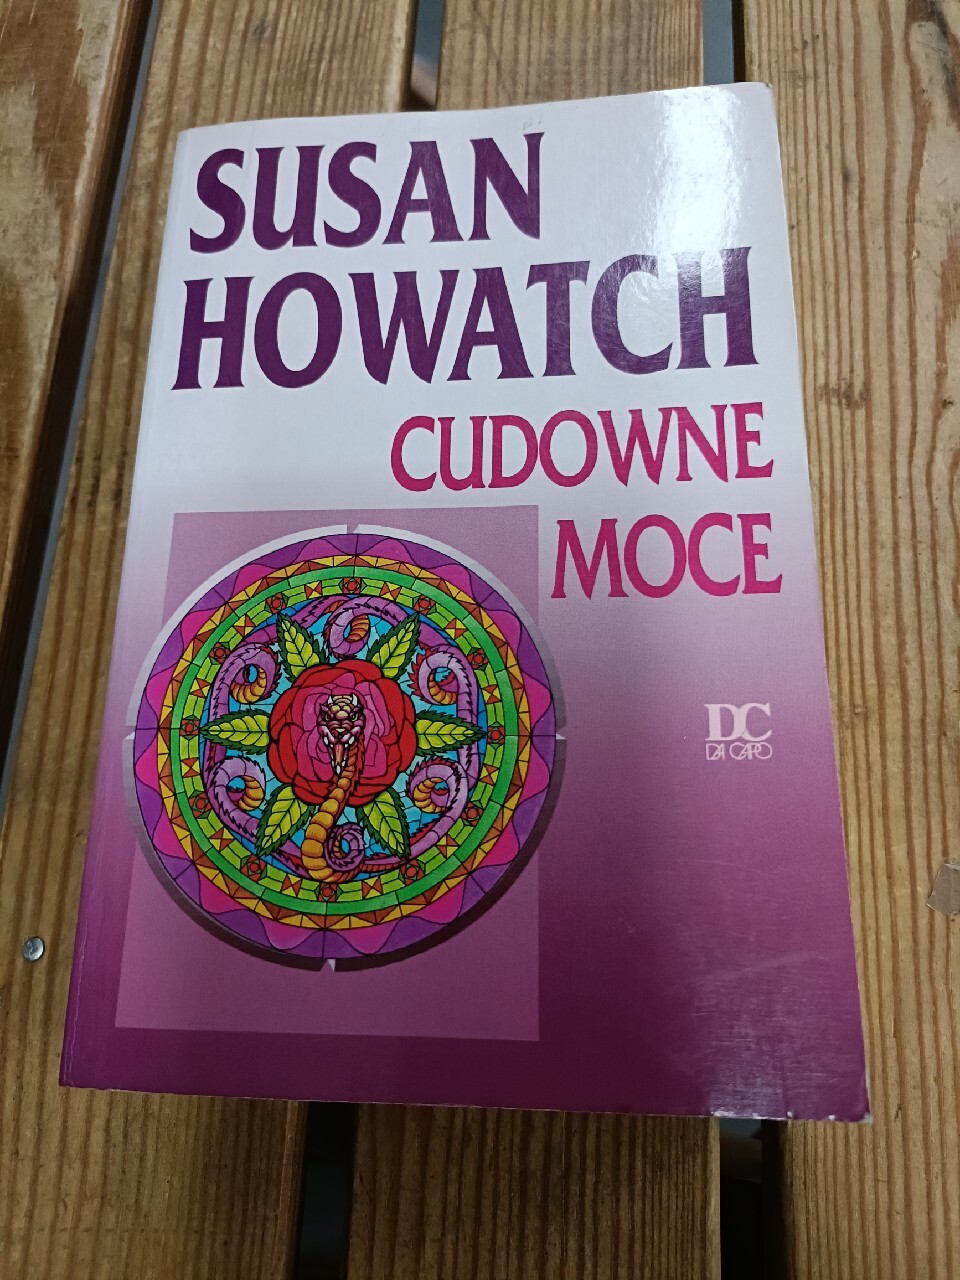 SUSAN
HOWATCH
CUDOWNE
MOCE
DC
DA CAPO